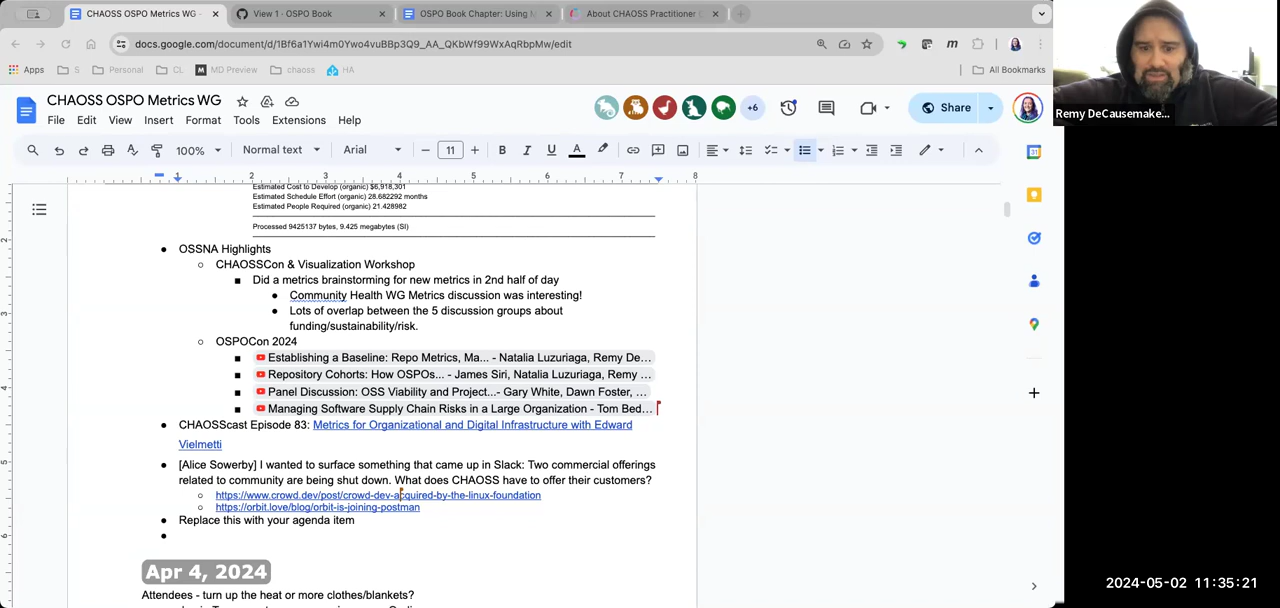 CHAOSS OSPO Metrics WG -
View 1 · OSPO Book
OSPO Book Chapter: Using M
About CHAOSS Practitioner
docs.google.com/document/d/1Bf6a1Ywi4m0Ywo4vuBBp3Q9_AA_QKbWf99WxAqRbpMw/edit
Apps
S
Personal
CL
MD Preview
chaoss
HA
All Bookmarks
Remy DeCausemake...
CHAOSS OSPO Metrics WG
+6
Share
File Edit View Insert Format Tools Extensions Help
100% Normal text Arial 11
2 3 4 5 6 7 8
Estimated Cost to Develop (organic) $6,918,301
Estimated Schedule Effort (organic) 28.682292 months
Estimated People Required (organic) 21.428982
Processed 9425137 bytes, 9.425 megabytes (SI)
OSSNA Highlights
CHAOSSCon & Visualization Workshop
Did a metrics brainstorming for new metrics in 2nd half of day
Community Health WG Metrics discussion was interesting!
Lots of overlap between the 5 discussion groups about
funding/sustainability/risk.
OSPOCon 2024
Establishing a Baseline: Repo Metrics, Ma... - Natalia Luzuriaga, Remy De...
Repository Cohorts: How OSPOs... - James Siri, Natalia Luzuriaga, Remy ...
Panel Discussion: OSS Viability and Project...- Gary White, Dawn Foster, ...
Managing Software Supply Chain Risks in a Large Organization - Tom Bed...
CHAOSScast Episode 83: Metrics for Organizational and Digital Infrastructure with Edward
Vielmetti
[Alice Sowerby] I wanted to surface something that came up in Slack: Two commercial offerings
related to community are being shut down. What does CHAOSS have to offer their customers?
https://www.crowd.dev/post/crowd-dev-acquired-by-the-linux-foundation
https://orbit.love/blog/orbit-is-joining-postman
Replace this with your agenda item
Apr 4, 2024
Attendees - turn up the heat or more clothes/blankets?
2024-05-02 11:35:21